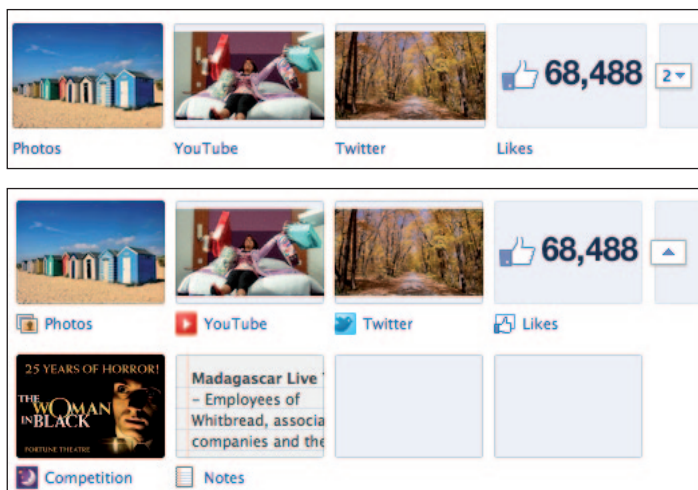 68,488
2
Photos
YouTube
Twitter
Likes
68,488
Photos
YouTube
Twitter
Likes
25 YEARS OF HORROR!
THE
WOMAN
IN BLACK
FORTUNE THEATRE
Madagascar Live
– Employees of
Whitbread, associa
companies and the
Competition
Notes